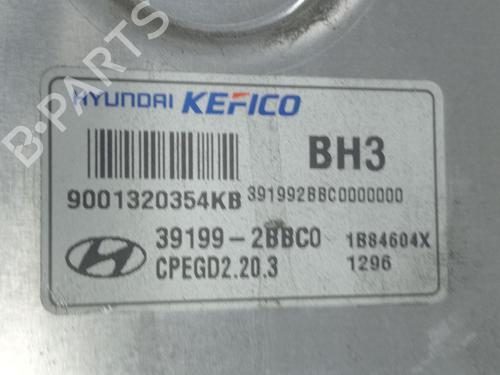 B-PARTS
HYUNDAI KEFICO
BH3
9001320354KB
391992BBC0000000
39199-2BBC0
1B84604X
CPEGD2.20.3
1296